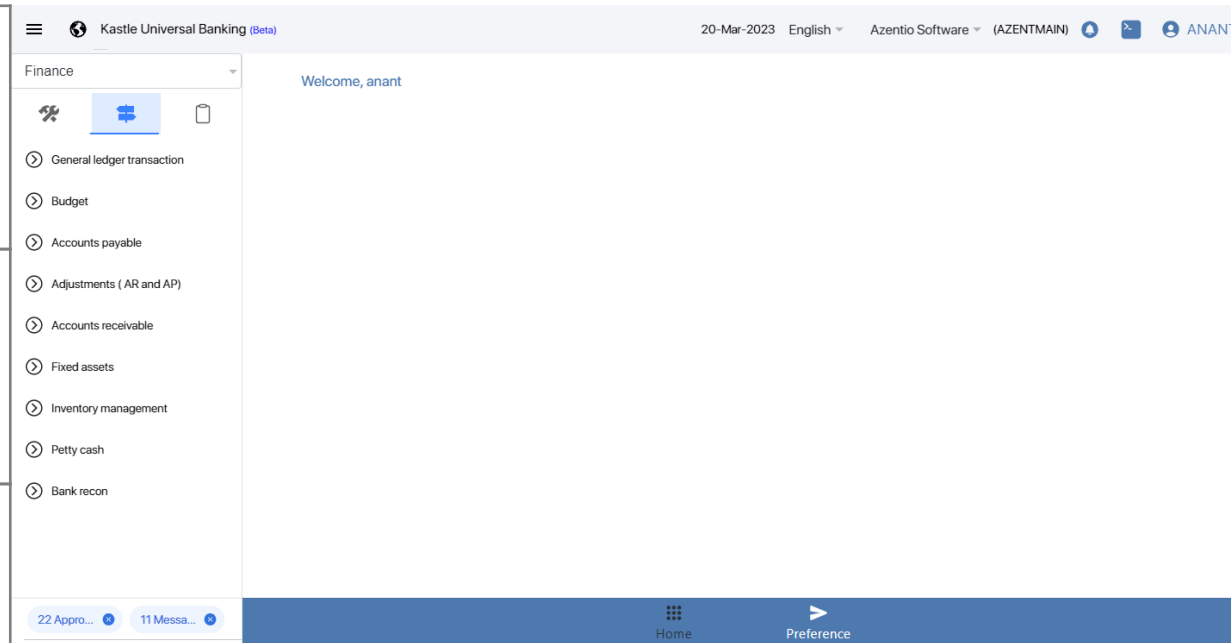 Kastle Universal Banking (Beta) 20-Mar-2023 English Azentio Software (AZENTMAIN) ANANT
Finance
Welcome, anant
General ledger transaction
Budget
Accounts payable
Adjustments ( AR and AP)
Accounts receivable
Fixed assets
Inventory management
Petty cash
Bank recon
22 Appro... 11 Messa...
Home Preference